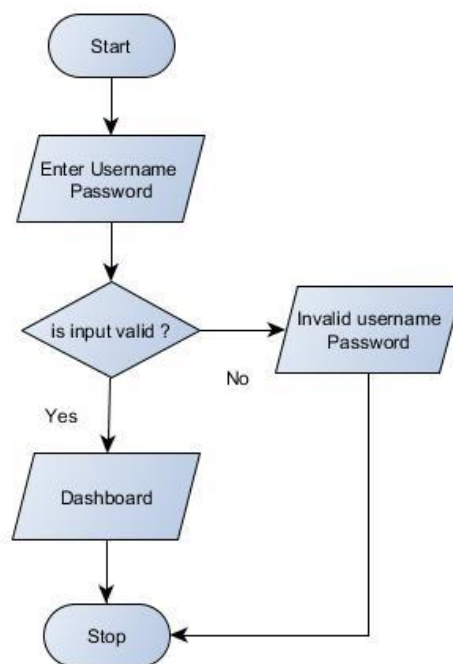 Start
Enter Username
Password
is input valid ?
Invalid username
Password
No
Yes
Dashboard
Stop